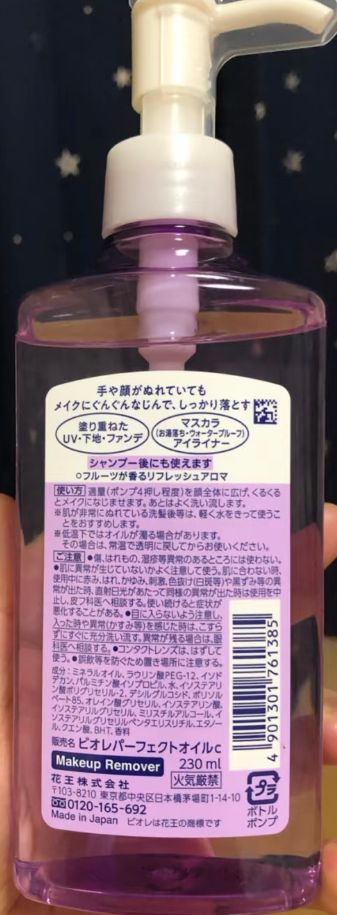 手や顔がぬれていても
メイクにぐんぐんなじんで、しっかり落とす
塗り重ねた
UV・下地・ファンデ
マスカラ
(お湯落ち・ウォータープルーフ)
アイライナー
シャンプー後にも使えます
○フルーツが香るリフレッシュアロマ
使い方 適量(ポンプ4押し程度)を顔全体に広げ、くるくる
とメイクになじませます。あとはよく洗い流します。
※肌が非常にぬれている洗髪後等は、軽く水をきって使うこ
とをおすすめします。
※低温下ではオイルが濁る場合があります。
その場合は、常温で透明に戻してからお使いください。
ご注意 ●傷、はれもの、湿疹等異常のあるところには使わない。
●肌に異常が生じていないかよく注意して使う。肌に合わない時、
使用中に赤み、はれ、かゆみ、刺激、色抜け(白斑等)や黒ずみ等の異
常が出た時、直射日光があたって同様の異常が出た時は使用を中
止し、皮フ科医へ相談する。使い続けると症状が
悪化することがある。●目に入らないよう注意し、
入った時や異常(かすみ等)を感じた時は、こすら
ずにすぐに充分洗い流す。異常が残る場合は、眼
科医へ相談する。●コンタクトレンズは、はずして
使う。●誤飲等を防ぐため置き場所に注意する。
成分:ミネラルオイル、ラウリン酸PEG-12、イソド
デカン、パルミチン酸イソプロピル、水、イソステアリ
ン酸ポリグリセリル-2、デシルグルコシド、ポリソル
ベート85、オレイン酸グリセリル、イソステアリン酸、
イソステアリルグリセリル、ミリスチルアルコール、イ
ソステアリルグリセリルペンタエリスリチル、エタノー
ル、クエン酸、BHT、香料
4901301761385
販売名 ビオレパーフェクトオイルc
Makeup Remover 230 ml
花王株式会社 火気厳禁
〒103-8210 東京都中央区日本橋茅場町1-14-10
0120-165-692
Made in Japan ビオレは花王の商標です
プラ
ボトル
ポンプ